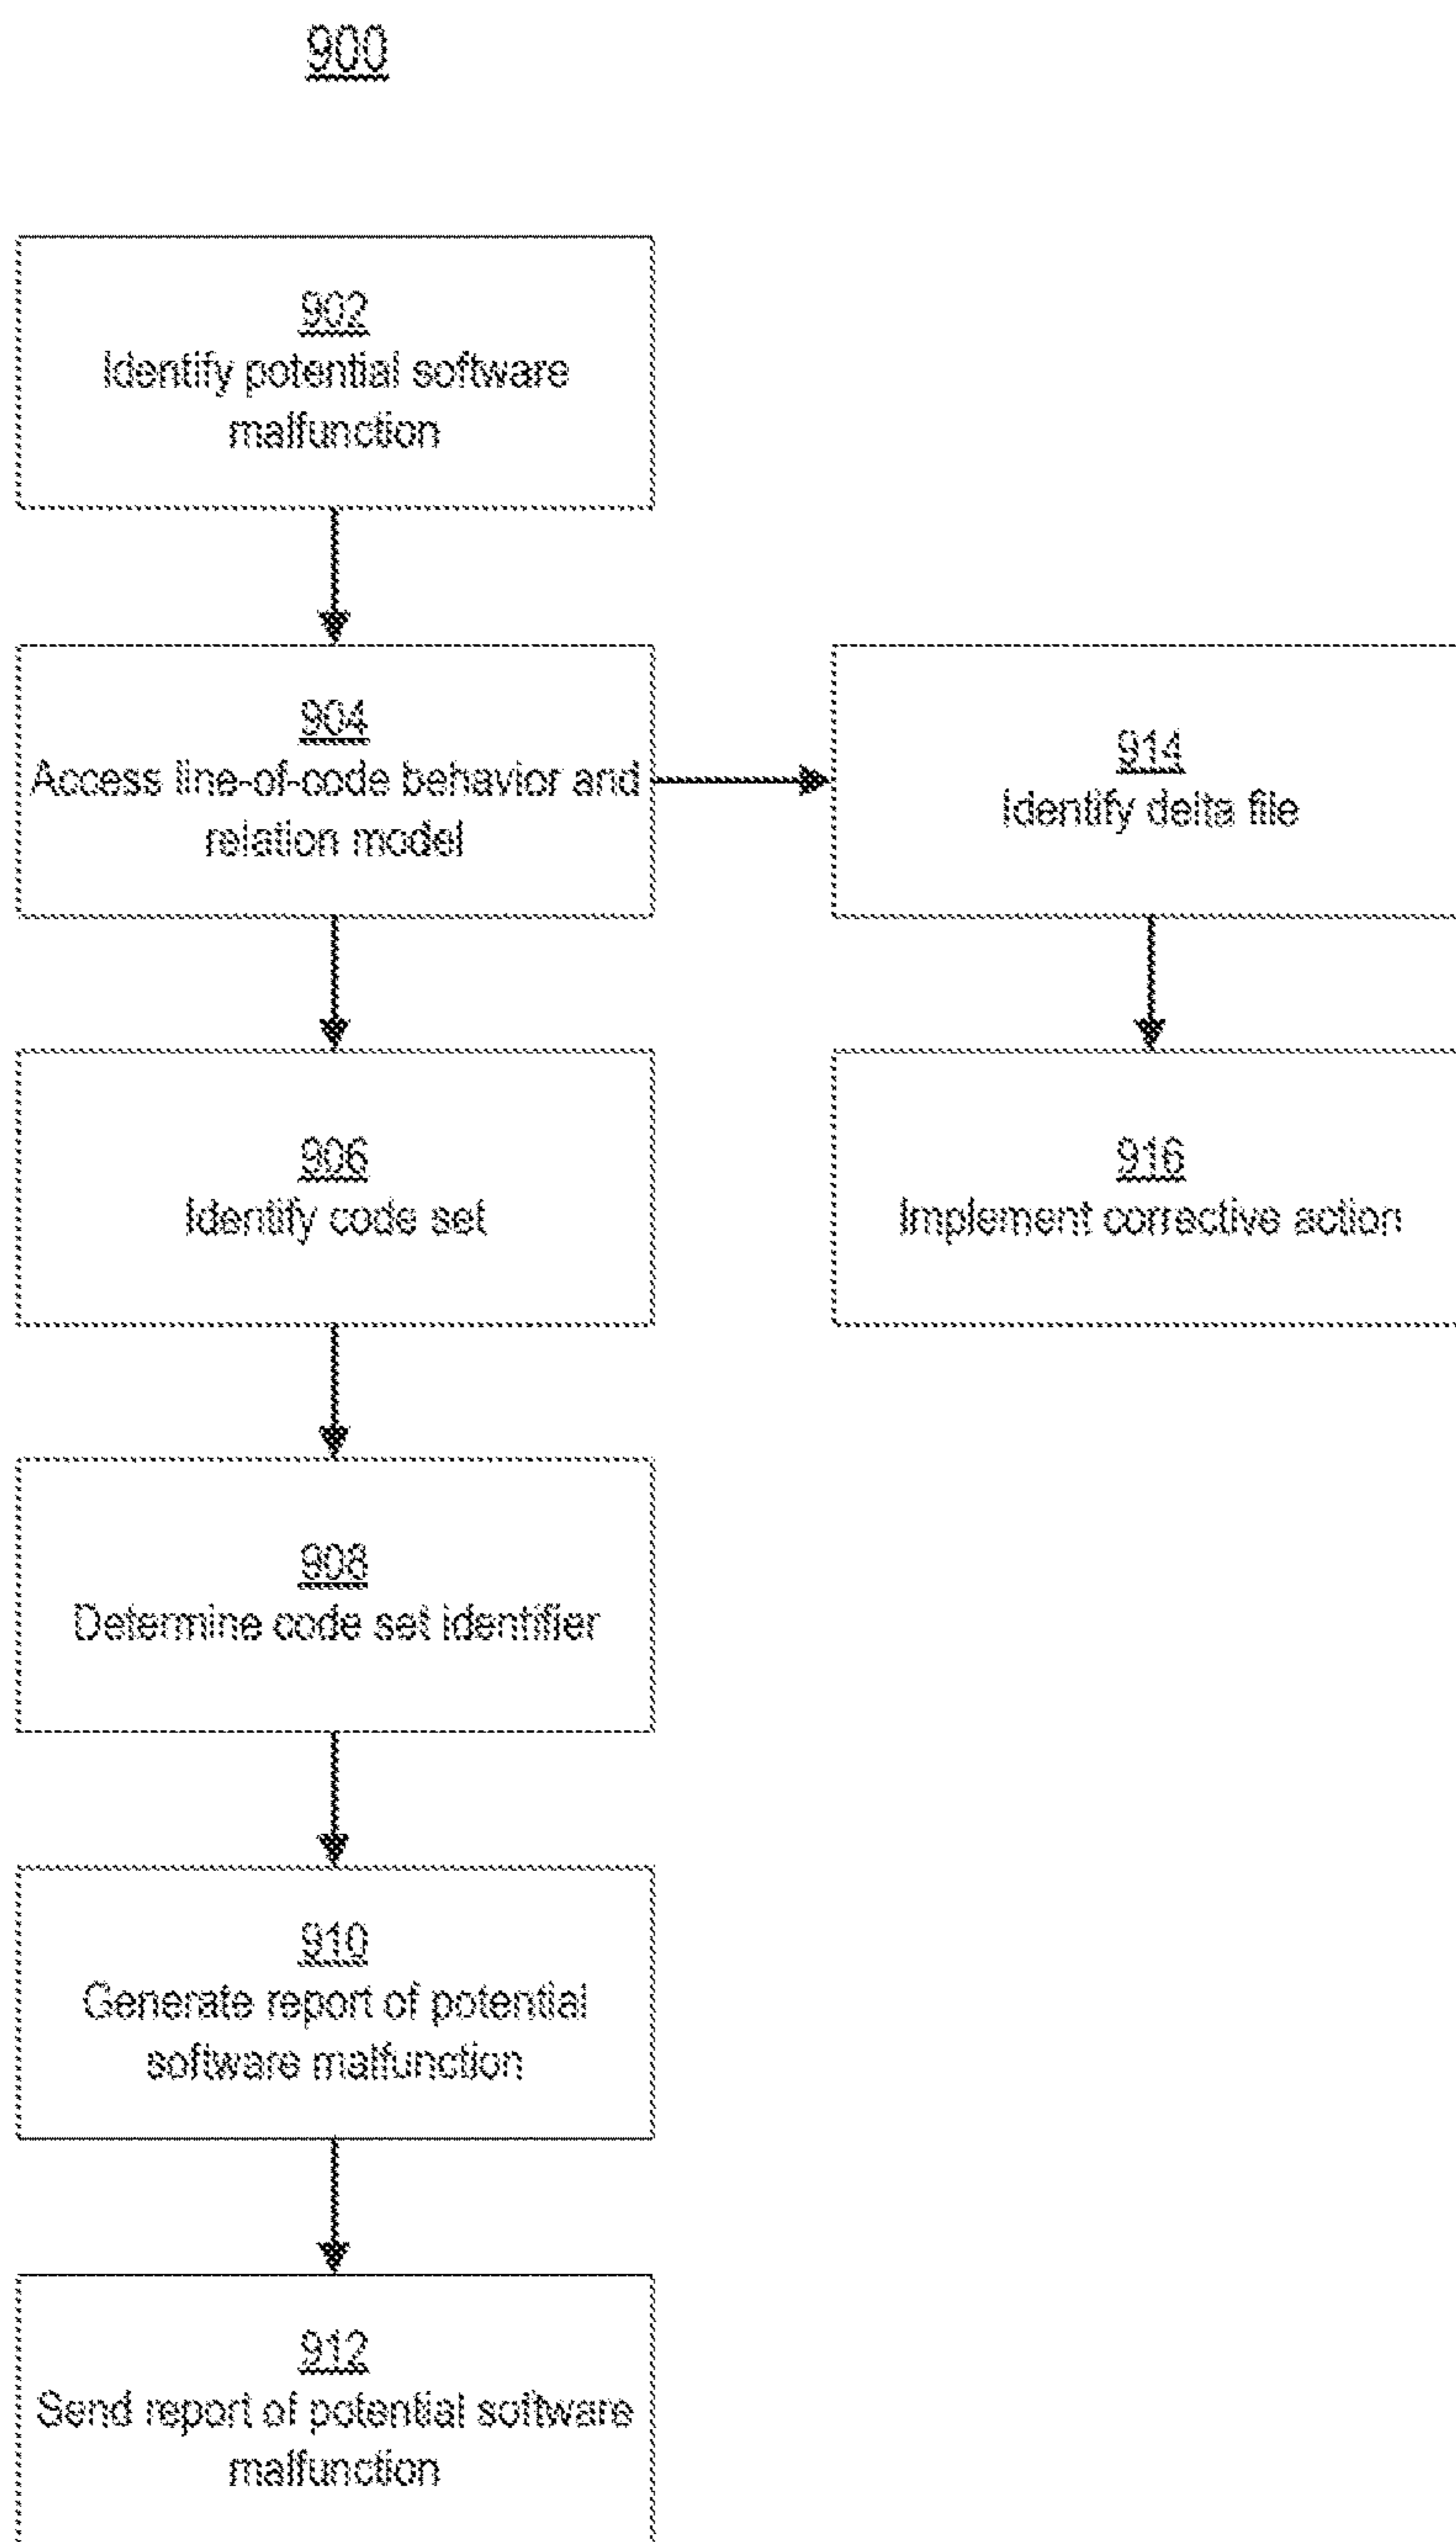 900
902
Identify potential software
malfunction
904
Access line-of-code behavior and
relation model
914
Identify delta file
906
Identify code set
916
Implement corrective action
908
Determine code set identifier
910
Generate report of potential
software malfunction
912
Send report of potential software
malfunction